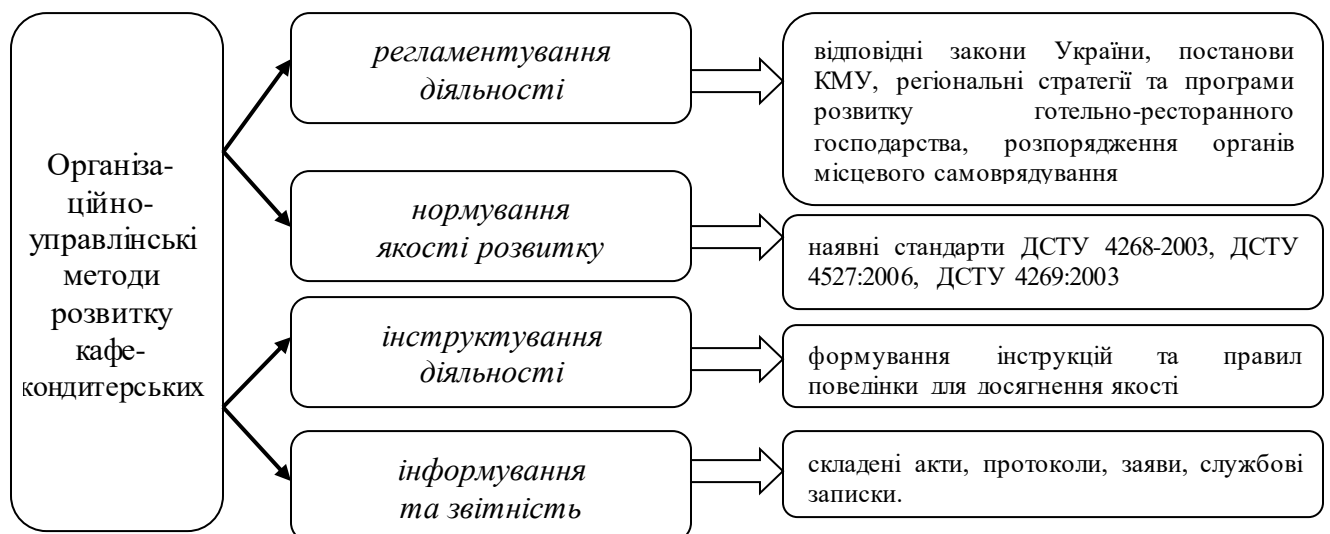 Організа-
ційно-
управлінські
методи
розвитку
кафе-
кондитерських
регламентування
діяльності
відповідні закони України, постанови
КМУ, регіональні стратегії та програми
розвитку готельно-ресторанного
господарства, розпорядження органів
місцевого самоврядування
нормування
якості розвитку
наявні стандарти ДСТУ 4268-2003, ДСТУ
4527:2006, ДСТУ 4269:2003
інструктування
діяльності
формування інструкцій та правил
поведінки для досягнення якості
інформування
та звітність
складені акти, протоколи, заяви, службові
записки.